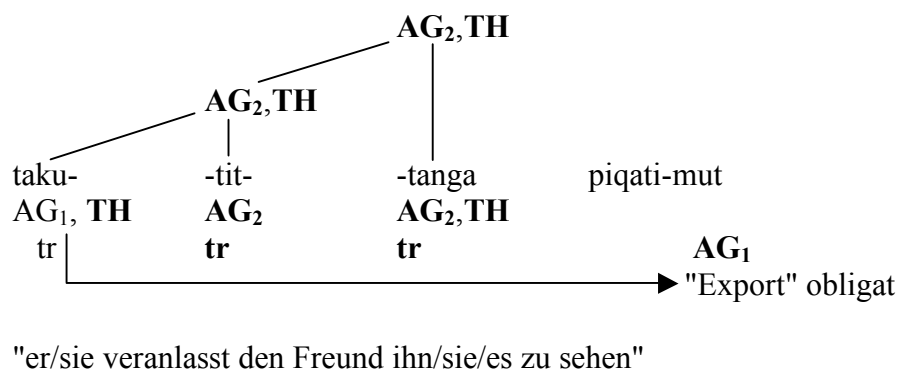 AG₂,TH
AG₂,TH
taku- -tit- -tanga piqati-mut
AG₁, TH AG₂ AG₂,TH
tr tr tr AG₁
"Export" obligat
"er/sie veranlasst den Freund ihn/sie/es zu sehen"